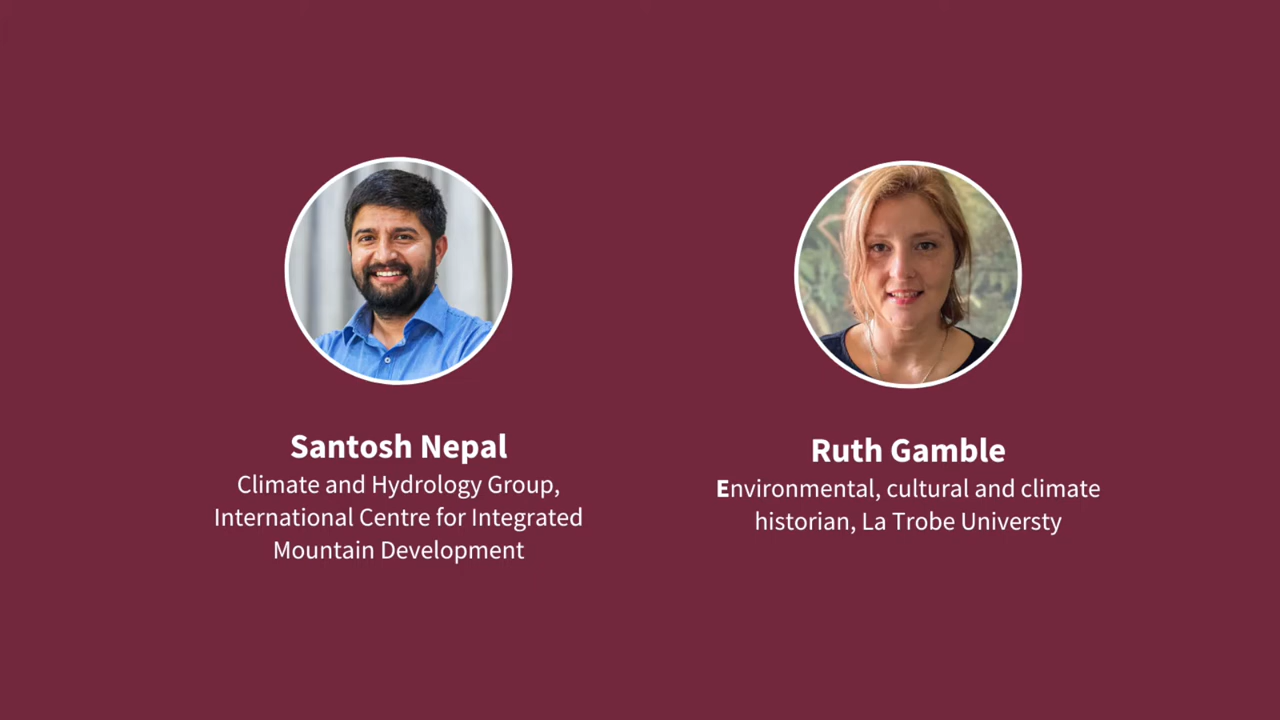 Santosh Nepal
Climate and Hydrology Group,
International Centre for Integrated
Mountain Development
Ruth Gamble
Environmental, cultural and climate
historian, La Trobe Universty